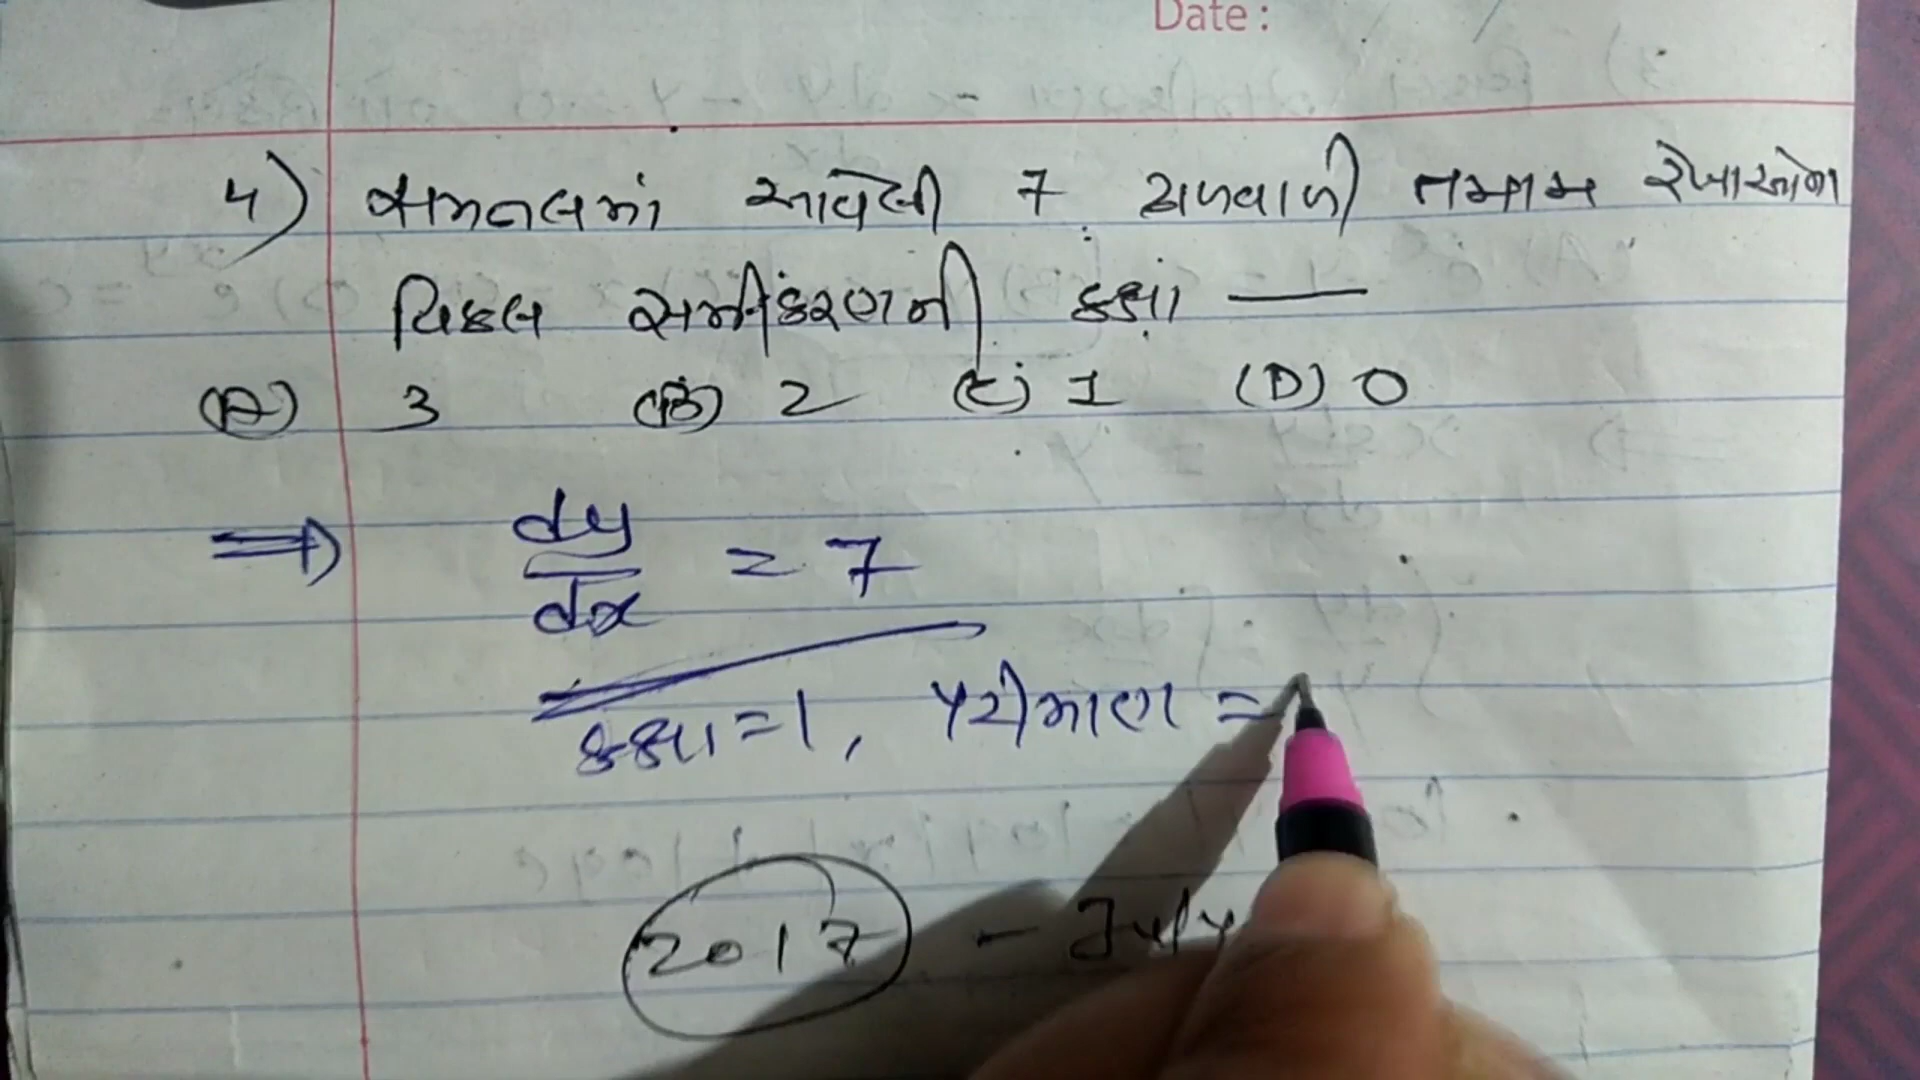 Date :
4) સમતલમાં આવેલી 7 ઢાળવાળી તમામ રેખાઓના
વિકલ સમીકરણની કક્ષા ———
(A) 3 (B) 2 (C) 1 (D) 0
⇒ dy/dx = 7
કક્ષા = 1, પરીમાણ =
2017 - July